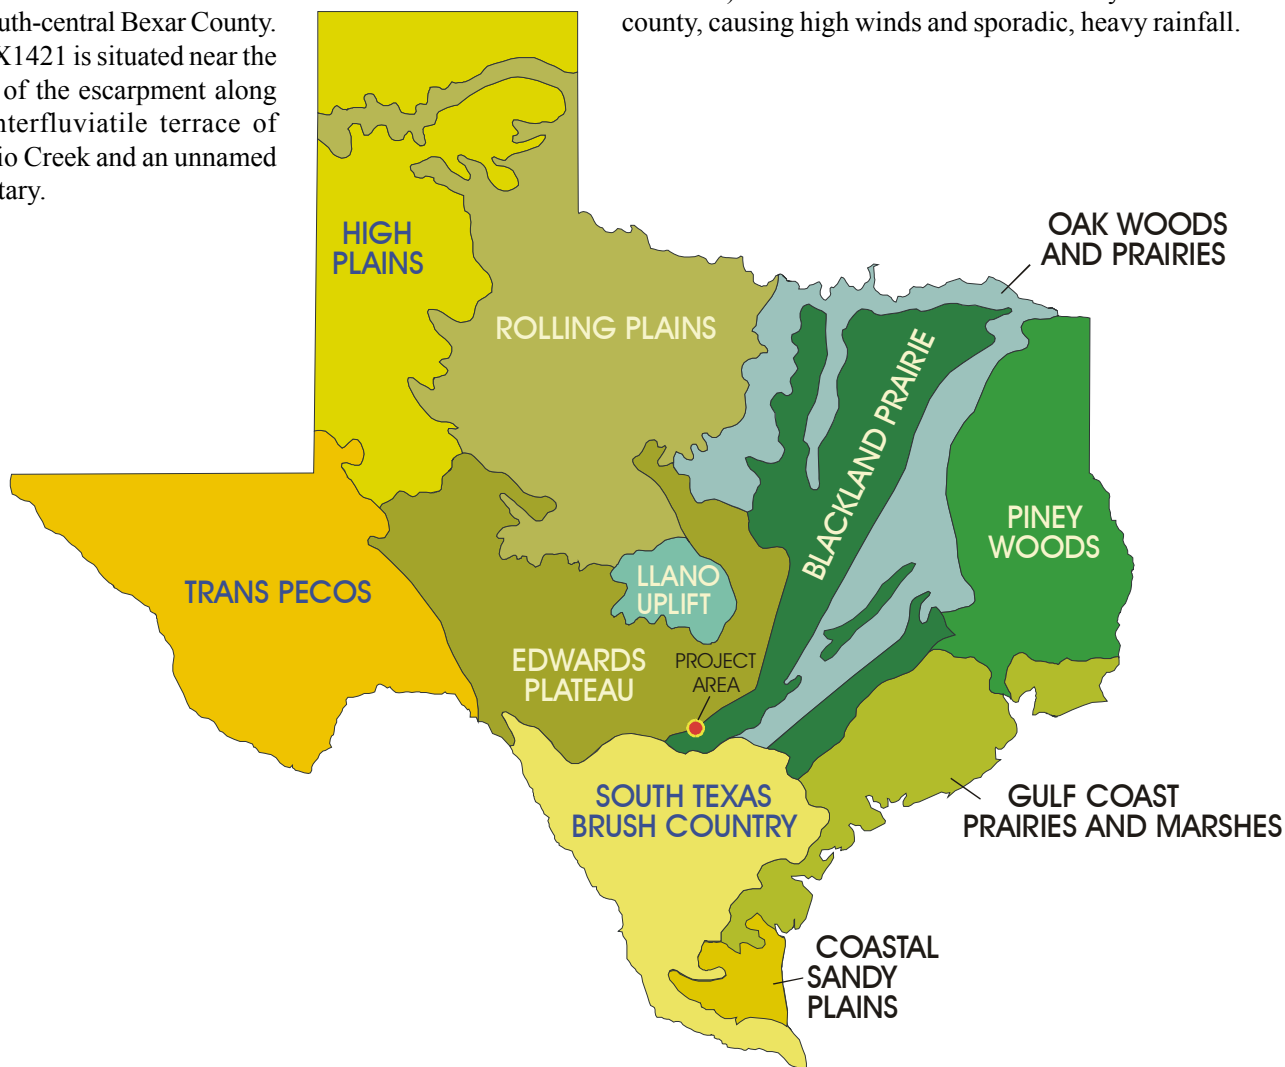 uth-central Bexar County.
X1421 is situated near the
of the escarpment along
nterfluviatile terrace of
io Creek and an unnamed
tary.
county, causing high winds and sporadic, heavy rainfall.
HIGH
PLAINS
OAK WOODS
AND PRAIRIES
ROLLING PLAINS
BLACKLAND PRAIRIE
PINEY
WOODS
TRANS PECOS
LLANO
UPLIFT
EDWARDS
PLATEAU
PROJECT
AREA
SOUTH TEXAS
BRUSH COUNTRY
GULF COAST
PRAIRIES AND MARSHES
COASTAL
SANDY
PLAINS